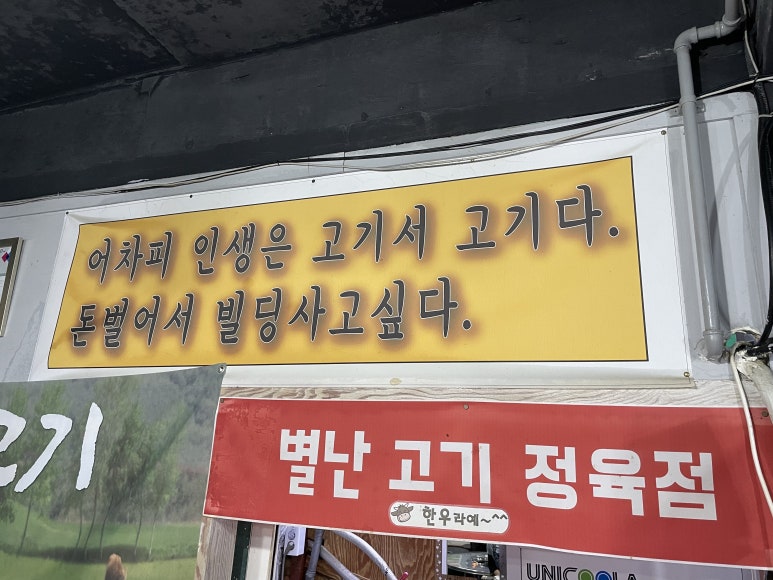 어차피 인생은 고기서 고기다.
돈벌어서 빌딩사고싶다.
고기
별난 고기 정육점
한우라예~^^
UNICOOLA